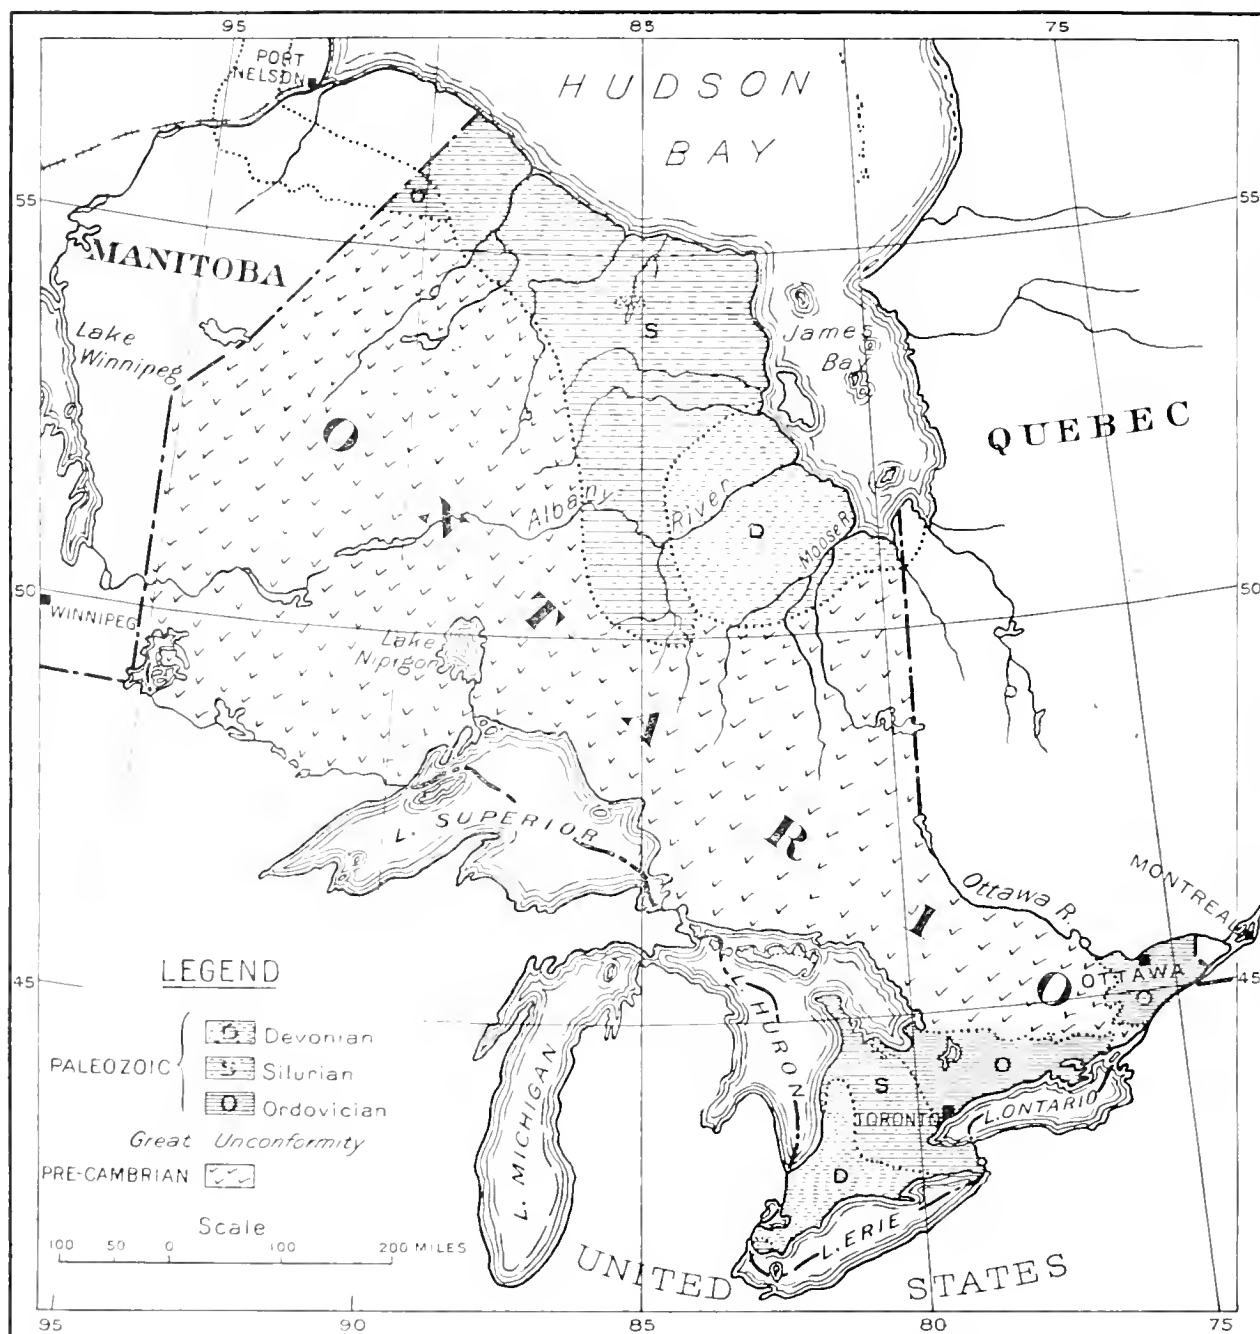 95 85 75
PORT
NELSON
HUDSON
BAY
55 55
MANITOBA
Lake
Winnipeg
S
James
Bay
O
QUEBEC
O
N
Albany River
D
Moose R.
50 50
WINNIPEG
T
Lake
Nipigon
A
L. SUPERIOR
R
I
Ottawa R.
MONTREAL
O
OTTAWA
O
45 45
LEGEND
PALEOZOIC
D Devonian
S Silurian
O Ordovician
Great Unconformity
PRE-CAMBRIAN
Scale
100 50 0 100 200 MILES
L. MICHIGAN
L. HURON
S
O
TORONTO
L. ONTARIO
D
L. ERIE
UNITED STATES
95 90 85 80 75